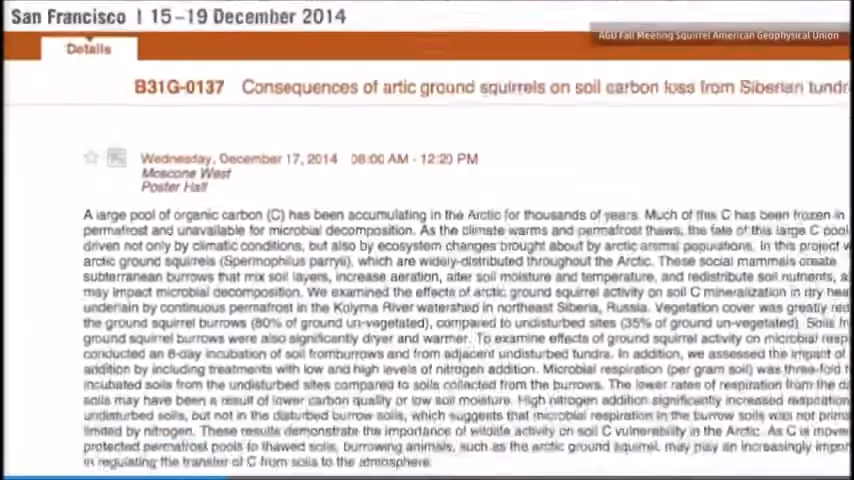 San Francisco | 15–19 December 2014
AGU Fall Meeting Squirrel American Geophysical Union
Details
B31G-0137 Consequences of artic ground squirrels on soil carbon loss from Siberian tundr
Wednesday, December 17, 2014 08:00 AM - 12:20 PM
Moscone West
Poster Hall
A large pool of organic carbon (C) has been accumulating in the Arctic for thousands of years. Much of this C has been frozen in
permafrost and unavailable for microbial decomposition. As the climate warms and permafrost thaws, the fate of this large C pool
driven not only by climatic conditions, but also by ecosystem changes brought about by arctic animal populations. In this project w
arctic ground squirrels (Spermophilus parryii), which are widely-distributed throughout the Arctic. These social mammals create
subterranean burrows that mix soil layers, increase aeration, alter soil moisture and temperature, and redistribute soil nutrients, a
may impact microbial decomposition. We examined the effects of arctic ground squirrel activity on soil C mineralization in dry hea
underlain by continuous permafrost in the Kolyma River watershed in northeast Siberia, Russia. Vegetation cover was greatly red
the ground squirrel burrows (80% of ground un-vegetated), compared to undisturbed sites (35% of ground un-vegetated). Soils fr
ground squirrel burrows were also significantly dryer and warmer. To examine effects of ground squirrel activity on microbial resp
conducted an 8-day incubation of soil fromburrows and from adjacent undisturbed tundra. In addition, we assessed the impact of
addition by including treatments with low and high levels of nitrogen addition. Microbial respiration (per gram soil) was three-fold
incubated soils from the undisturbed sites compared to soils collected from the burrows. The lower rates of respiration from the d
soils may have been a result of lower carbon quality or low soil moisture. High nitrogen addition significantly increased respiration
undisturbed soils, but not in the disturbed burrow soils, which suggests that microbial respiration in the burrow soils was not prima
limited by nitrogen. These results demonstrate the importance of wildlife activity on soil C vulnerability in the Arctic. As C is move
protected permafrost pools to thawed soils, burrowing animals, such as the arctic ground squirrel, may play an increasingly impor
in regulating the transfer of C from soils to the atmosphere.